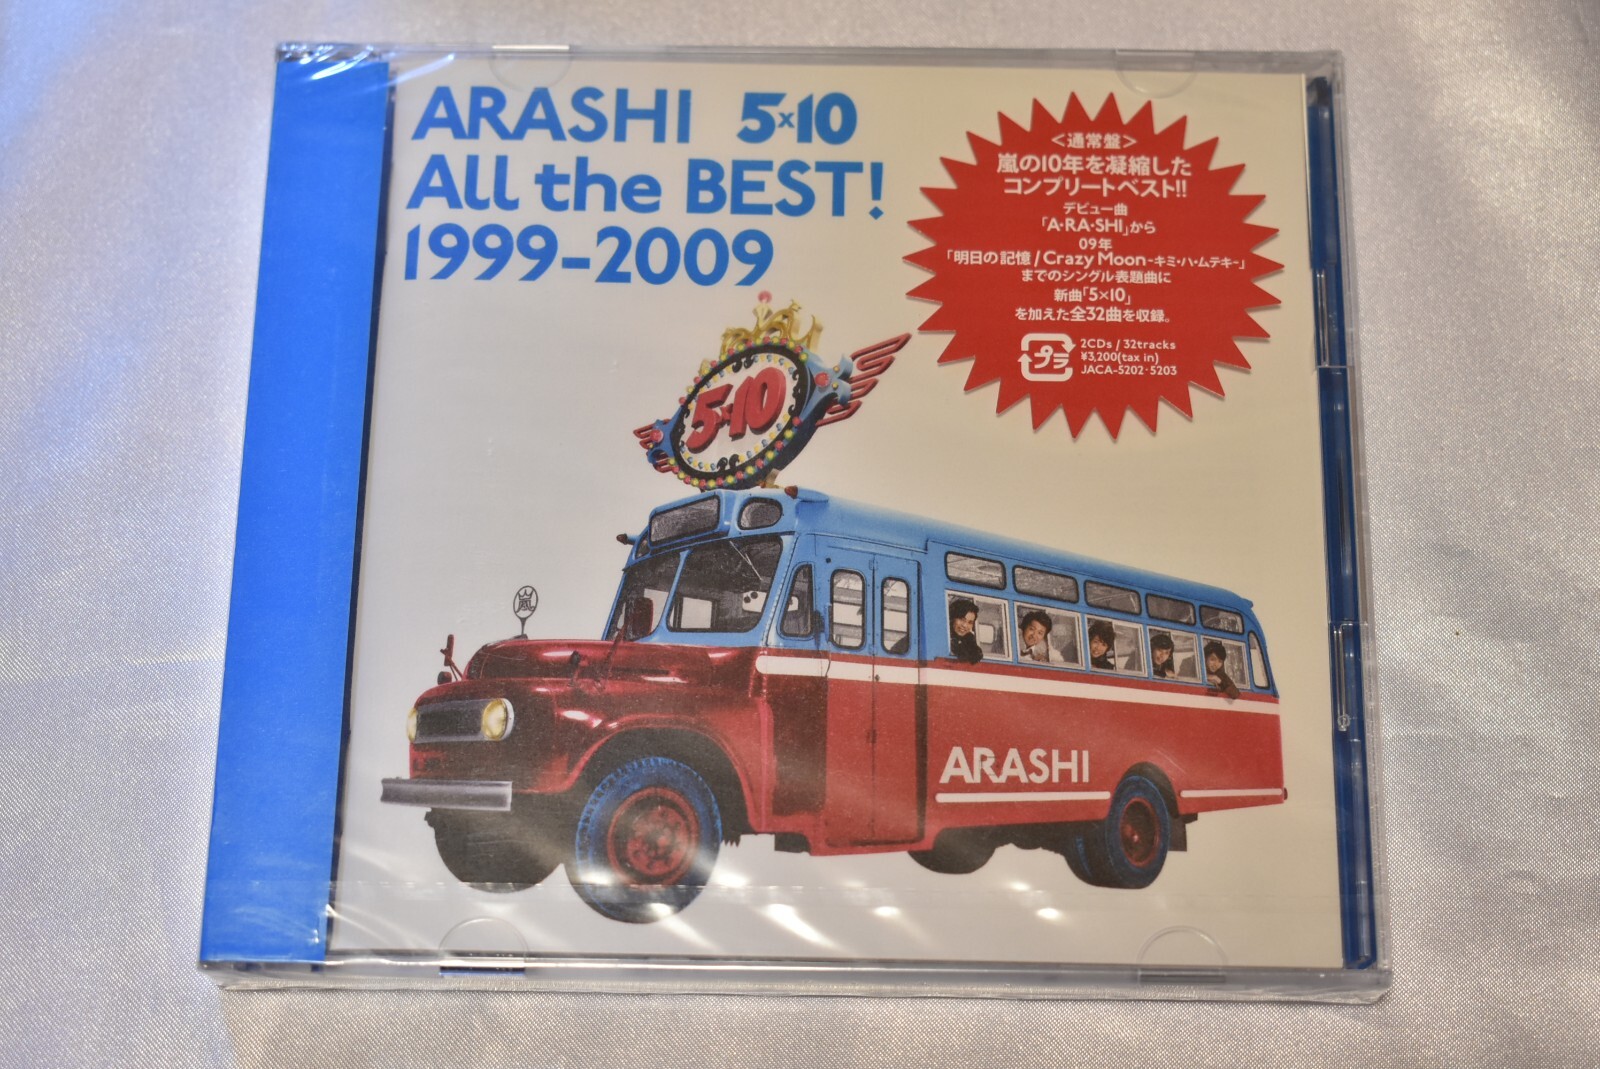 ARASHI 5×10
All the BEST!
1999-2009
<通常盤>
嵐の10年を凝縮した
コンプリートベスト!!
デビュー曲
「A・RA・SHI」から
09年
「明日の記憶/Crazy Moon-キミ・ハ・ムテキ-」
までのシングル表題曲に
新曲「5×10」
を加えた全32曲を収録。
プラ
2CDs / 32tracks
¥3,200(tax in)
JACA-5202・5203
5×10
嵐
ARASHI